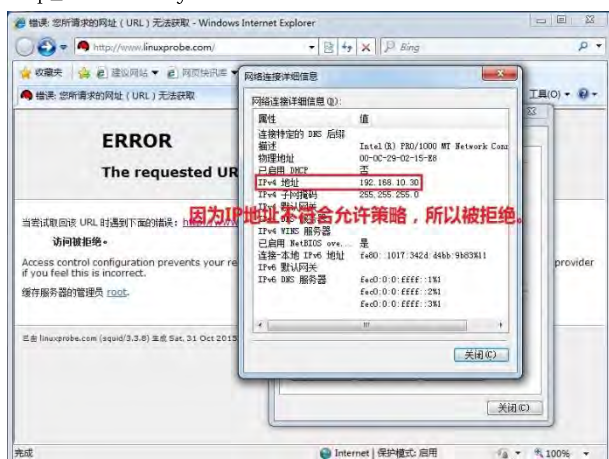 错误: 您所请求的网址(URL)无法获取 - Windows Internet Explorer
http://www.linuxprobe.com/
Bing
收藏夹
建议网站
网页快讯库
错误: 您所请求的网址(URL)无法获取
工具(O)
ERROR
The requested UR
当尝试取回该 URL 时遇到下面的错误: http://www
访问被拒绝。
Access control configuration prevents your re
provider
if you feel this is incorrect.
缓存服务器的管理员 root.
linuxprobe.com (squid/3.3.8) 生成 Sat, 31 Oct 2015
网络连接详细信息
网络连接详细信息(D):
属性 值
连接特定的 DNS 后缀
描述 Intel(R) PRO/1000 MT Network Conn
物理地址 00-0C-29-02-15-E8
已启用 DHCP 否
IPv4 地址 192.168.10.30
IPv4 子网掩码 255.255.255.0
因为IP地址不符合允许策略,所以被拒绝。
IPv4 WINS 服务器
已启用 NetBIOS ove... 是
连接-本地 IPv6 地址 fe80::1017:342d:d4bb:9b83%11
IPv6 默认网关
IPv6 DNS 服务器 fec0:0:0:ffff::1%1
fec0:0:0:ffff::2%1
fec0:0:0:ffff::3%1
关闭(C)
关闭(C)
完成
Internet | 保护模式: 启用
100%